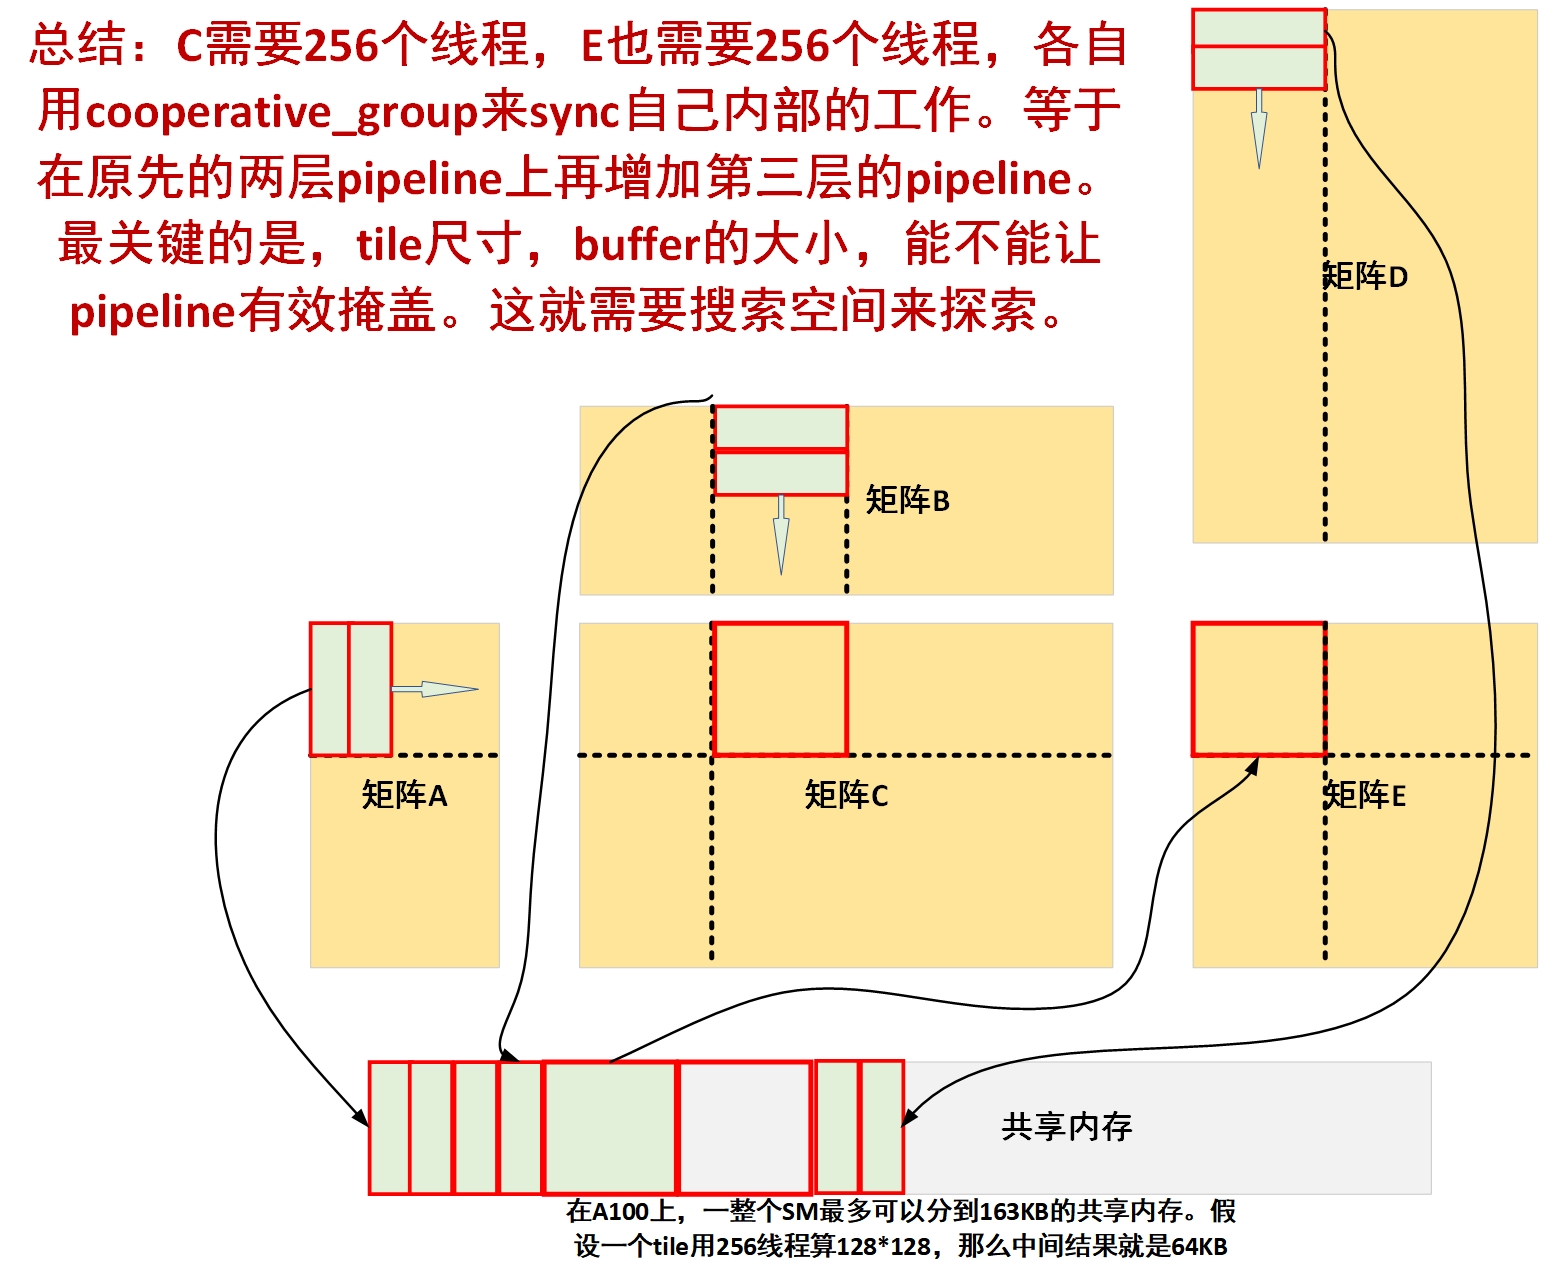 总结：C需要256个线程，E也需要256个线程，各自
用cooperative_group来sync自己内部的工作。等于
在原先的两层pipeline上再增加第三层的pipeline。
最关键的是，tile尺寸，buffer的大小，能不能让
pipeline有效掩盖。这就需要搜索空间来探索。
矩阵D
矩阵B
矩阵A
矩阵C
矩阵E
共享内存
在A100上，一整个SM最多可以分到163KB的共享内存。假
设一个tile用256线程算128*128，那么中间结果就是64KB